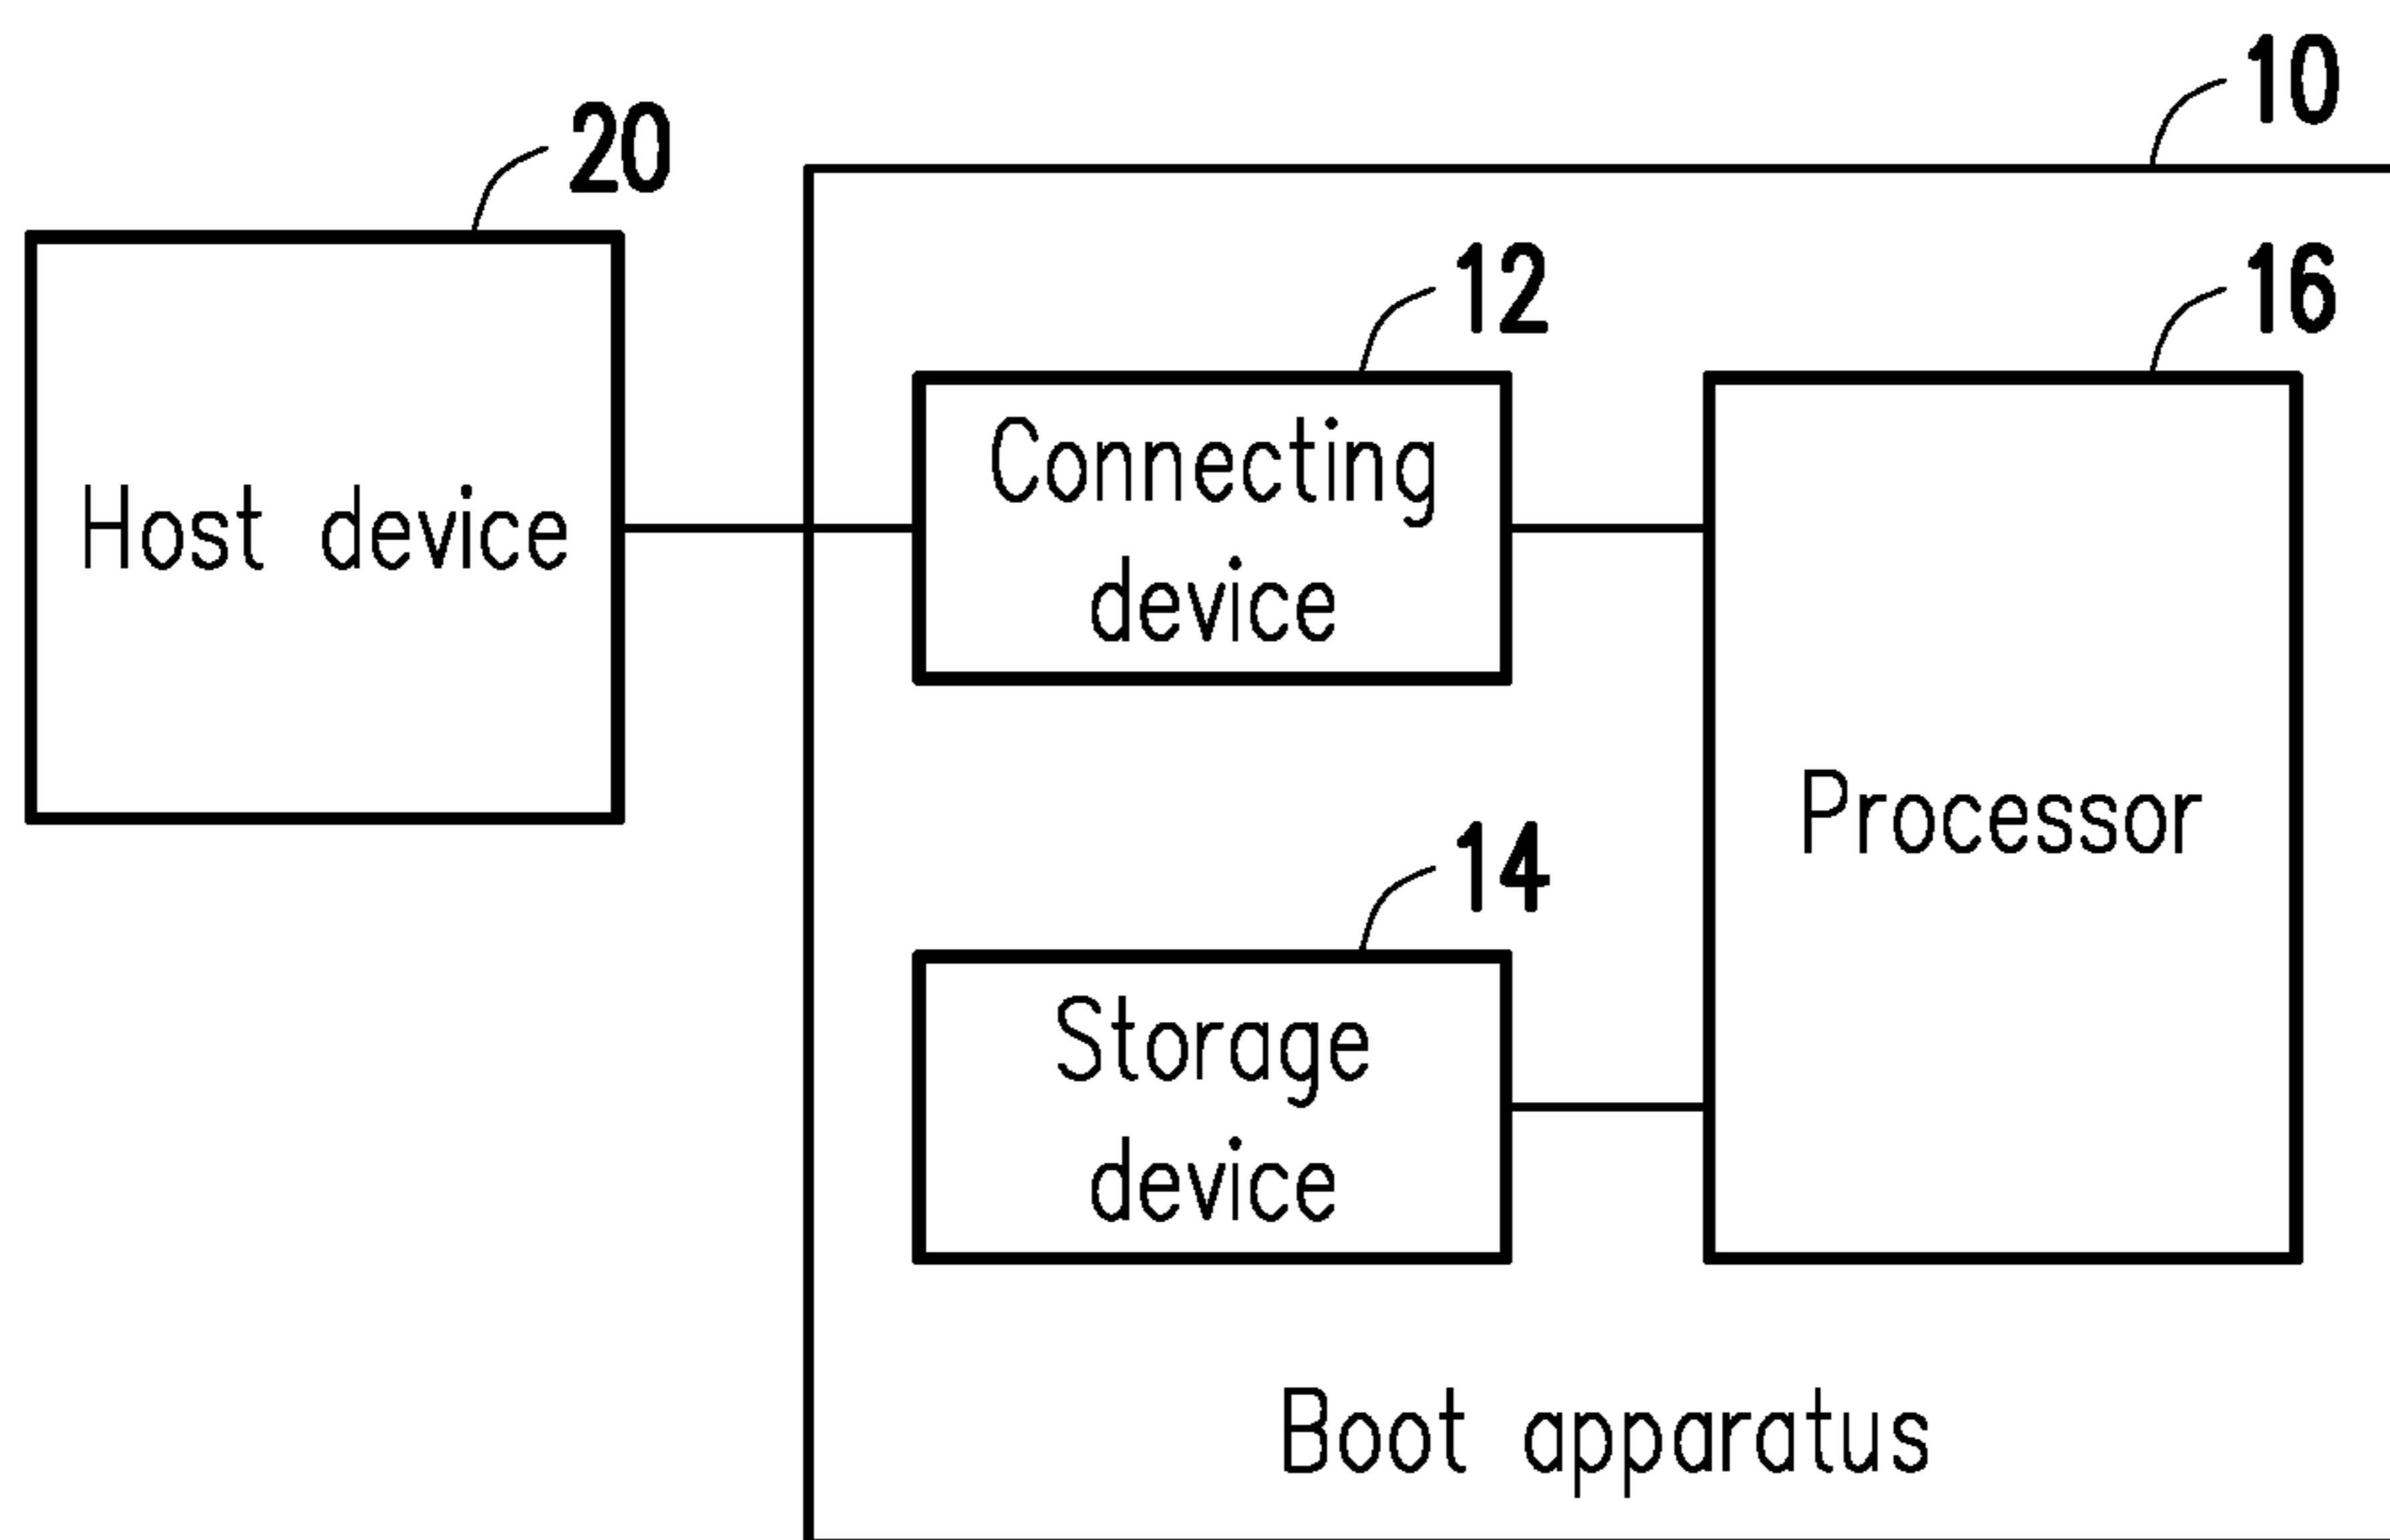 10
20
12
16
Host device
Connecting
device
Processor
14
Storage
device
Boot apparatus